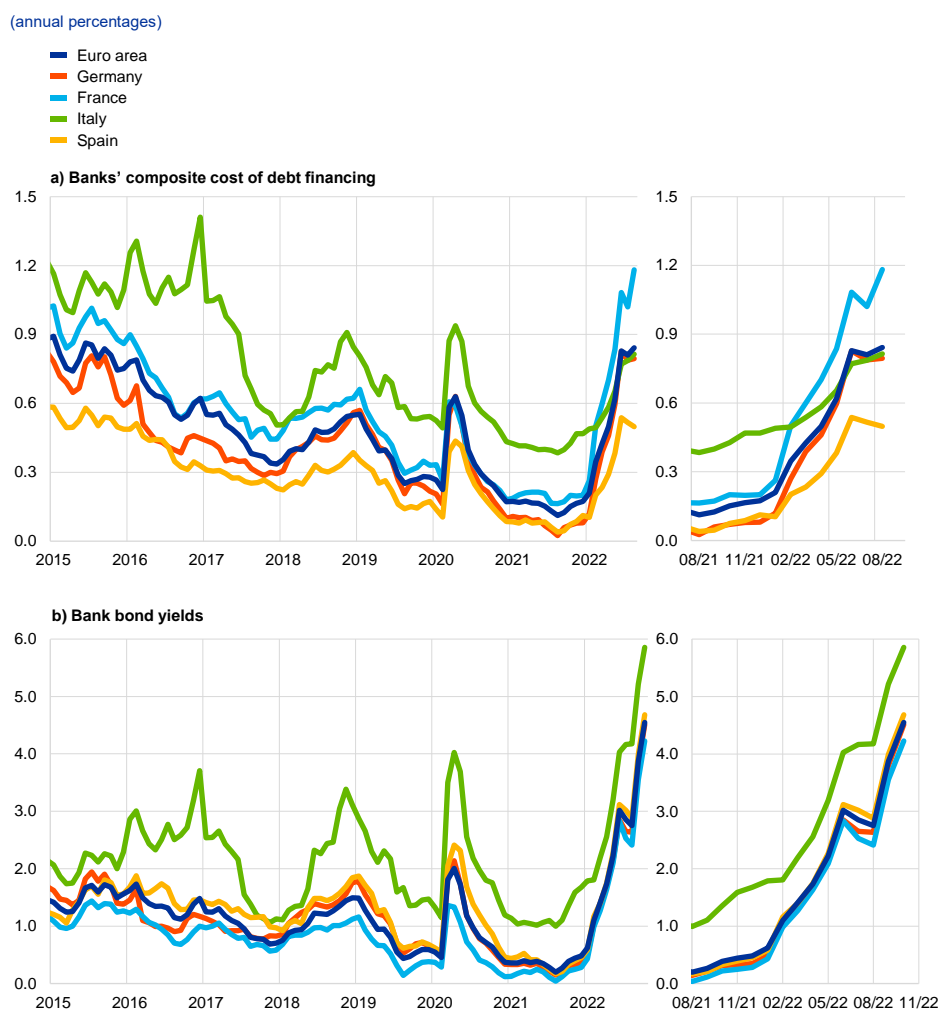 (annual percentages)
Euro area
Germany
France
Italy
Spain
a) Banks' composite cost of debt financing
1.5
1.2
0.9
0.6
0.3
0.0
2015 2016 2017 2018 2019 2020 2021 2022
1.5
1.2
0.9
0.6
0.3
0.0
08/21 11/21 02/22 05/22 08/22
b) Bank bond yields
6.0
5.0
4.0
3.0
2.0
1.0
0.0
2015 2016 2017 2018 2019 2020 2021 2022
6.0
5.0
4.0
3.0
2.0
1.0
0.0
08/21 11/21 02/22 05/22 08/22 11/22